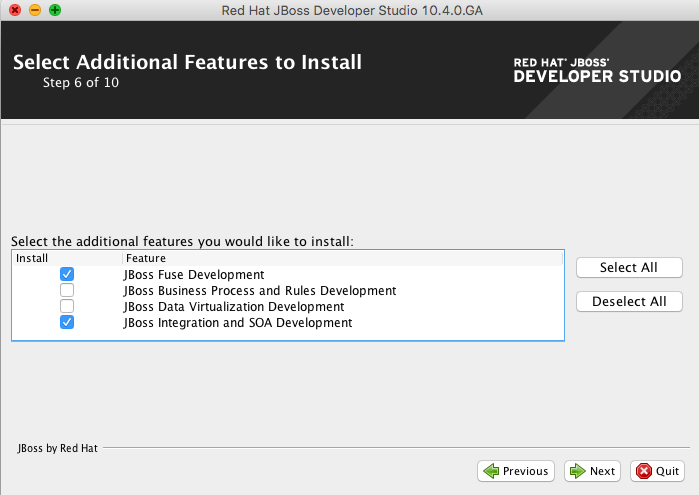 Red Hat JBoss Developer Studio 10.4.0.GA
Select Additional Features to Install
Step 6 of 10
RED HAT® JBOSS®
DEVELOPER STUDIO
Select the additional features you would like to install:
Install Feature
JBoss Fuse Development
JBoss Business Process and Rules Development
JBoss Data Virtualization Development
JBoss Integration and SOA Development
Select All
Deselect All
JBoss by Red Hat
Previous Next Quit